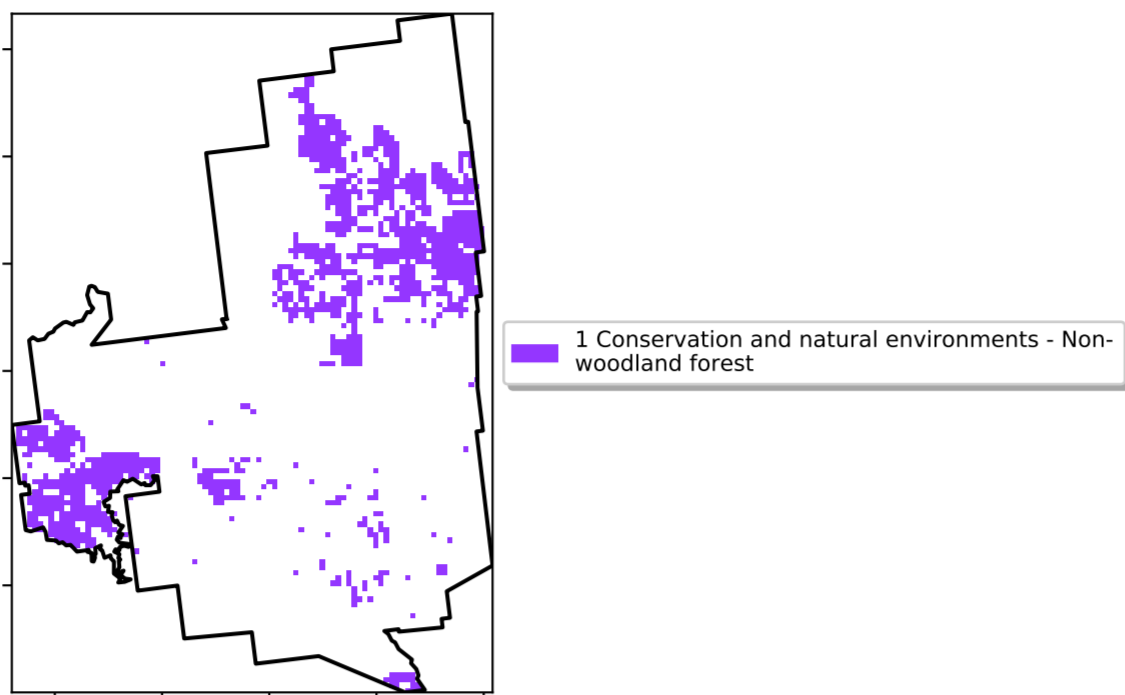 1 Conservation and natural environments - Non-
woodland forest